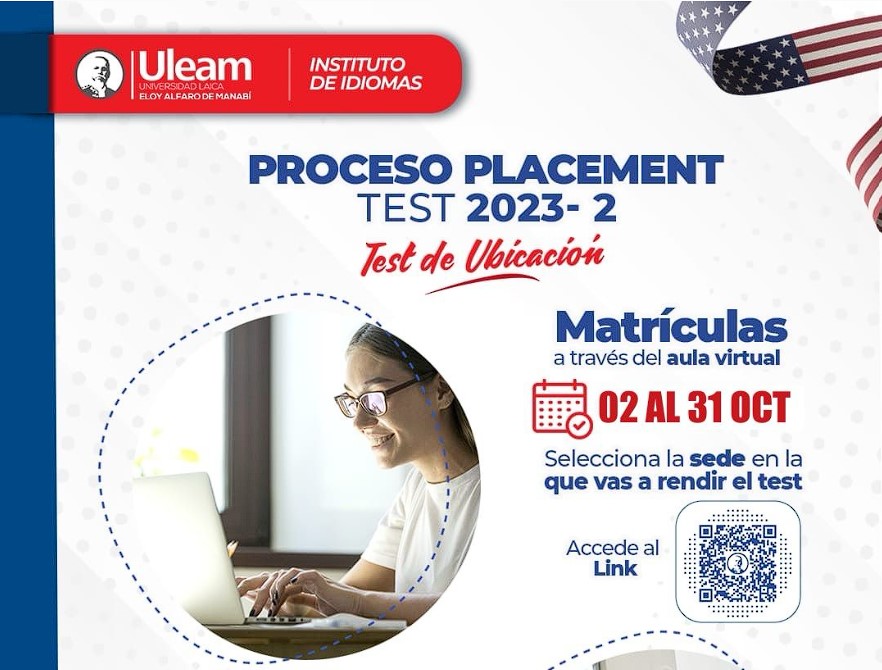 Uleam
UNIVERSIDAD LAICA
ELOY ALFARO DE MANABÍ
INSTITUTO
DE IDIOMAS
PROCESO PLACEMENT
TEST 2023- 2
Test de Ubicación
Matrículas
a través del aula virtual
02 AL 31 OCT
Selecciona la sede en la
que vas a rendir el test
Accede al
Link